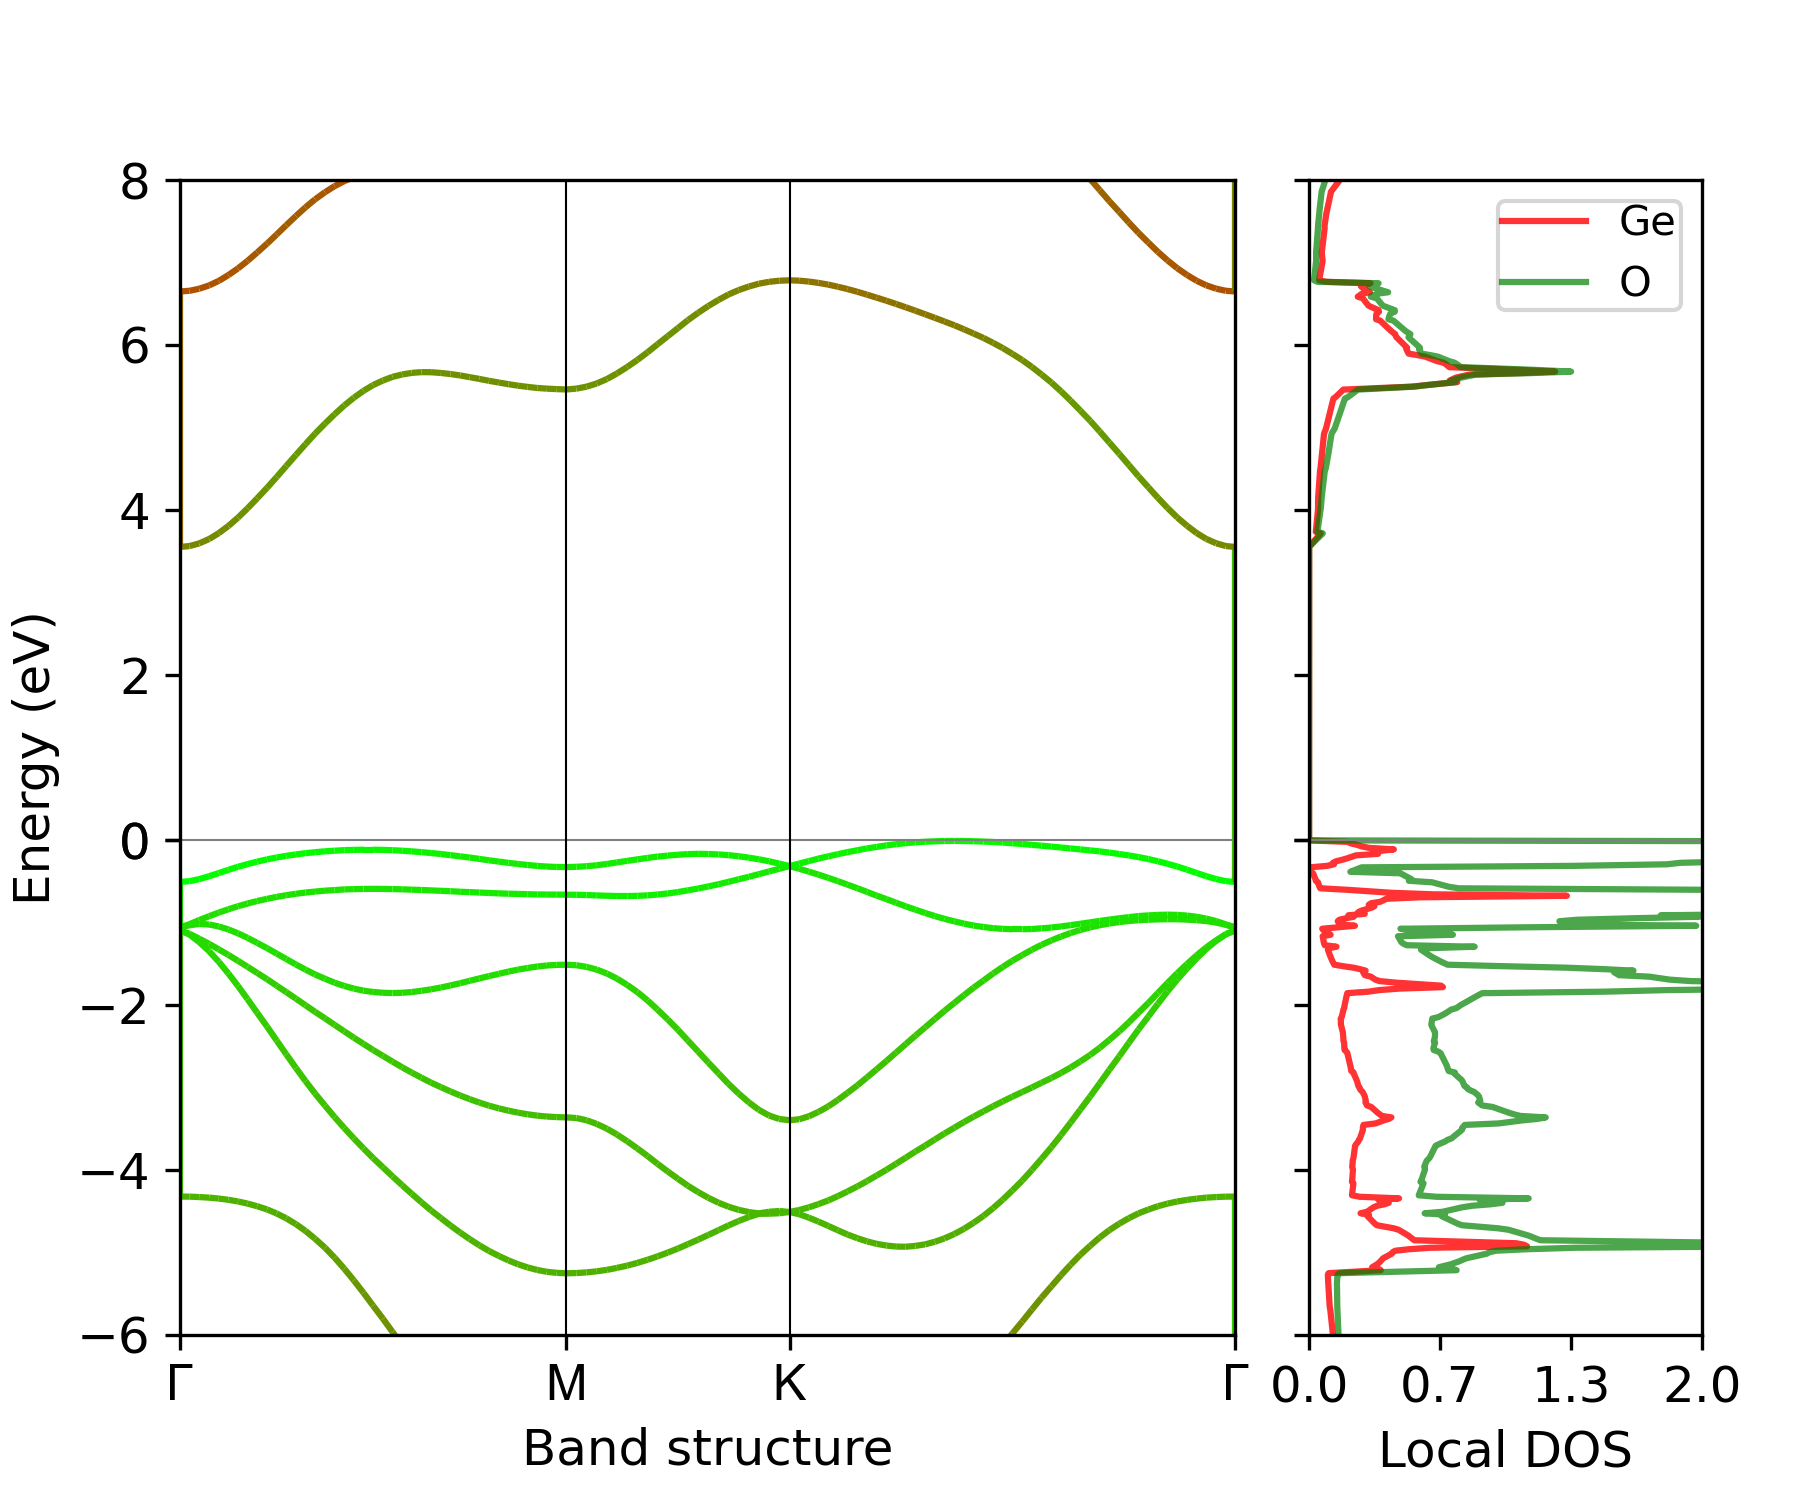 8
6
4
2
0
−2
−4
−6
Energy (eV)
Γ M K Γ
Band structure
Ge
O
0.0 0.7 1.3 2.0
Local DOS